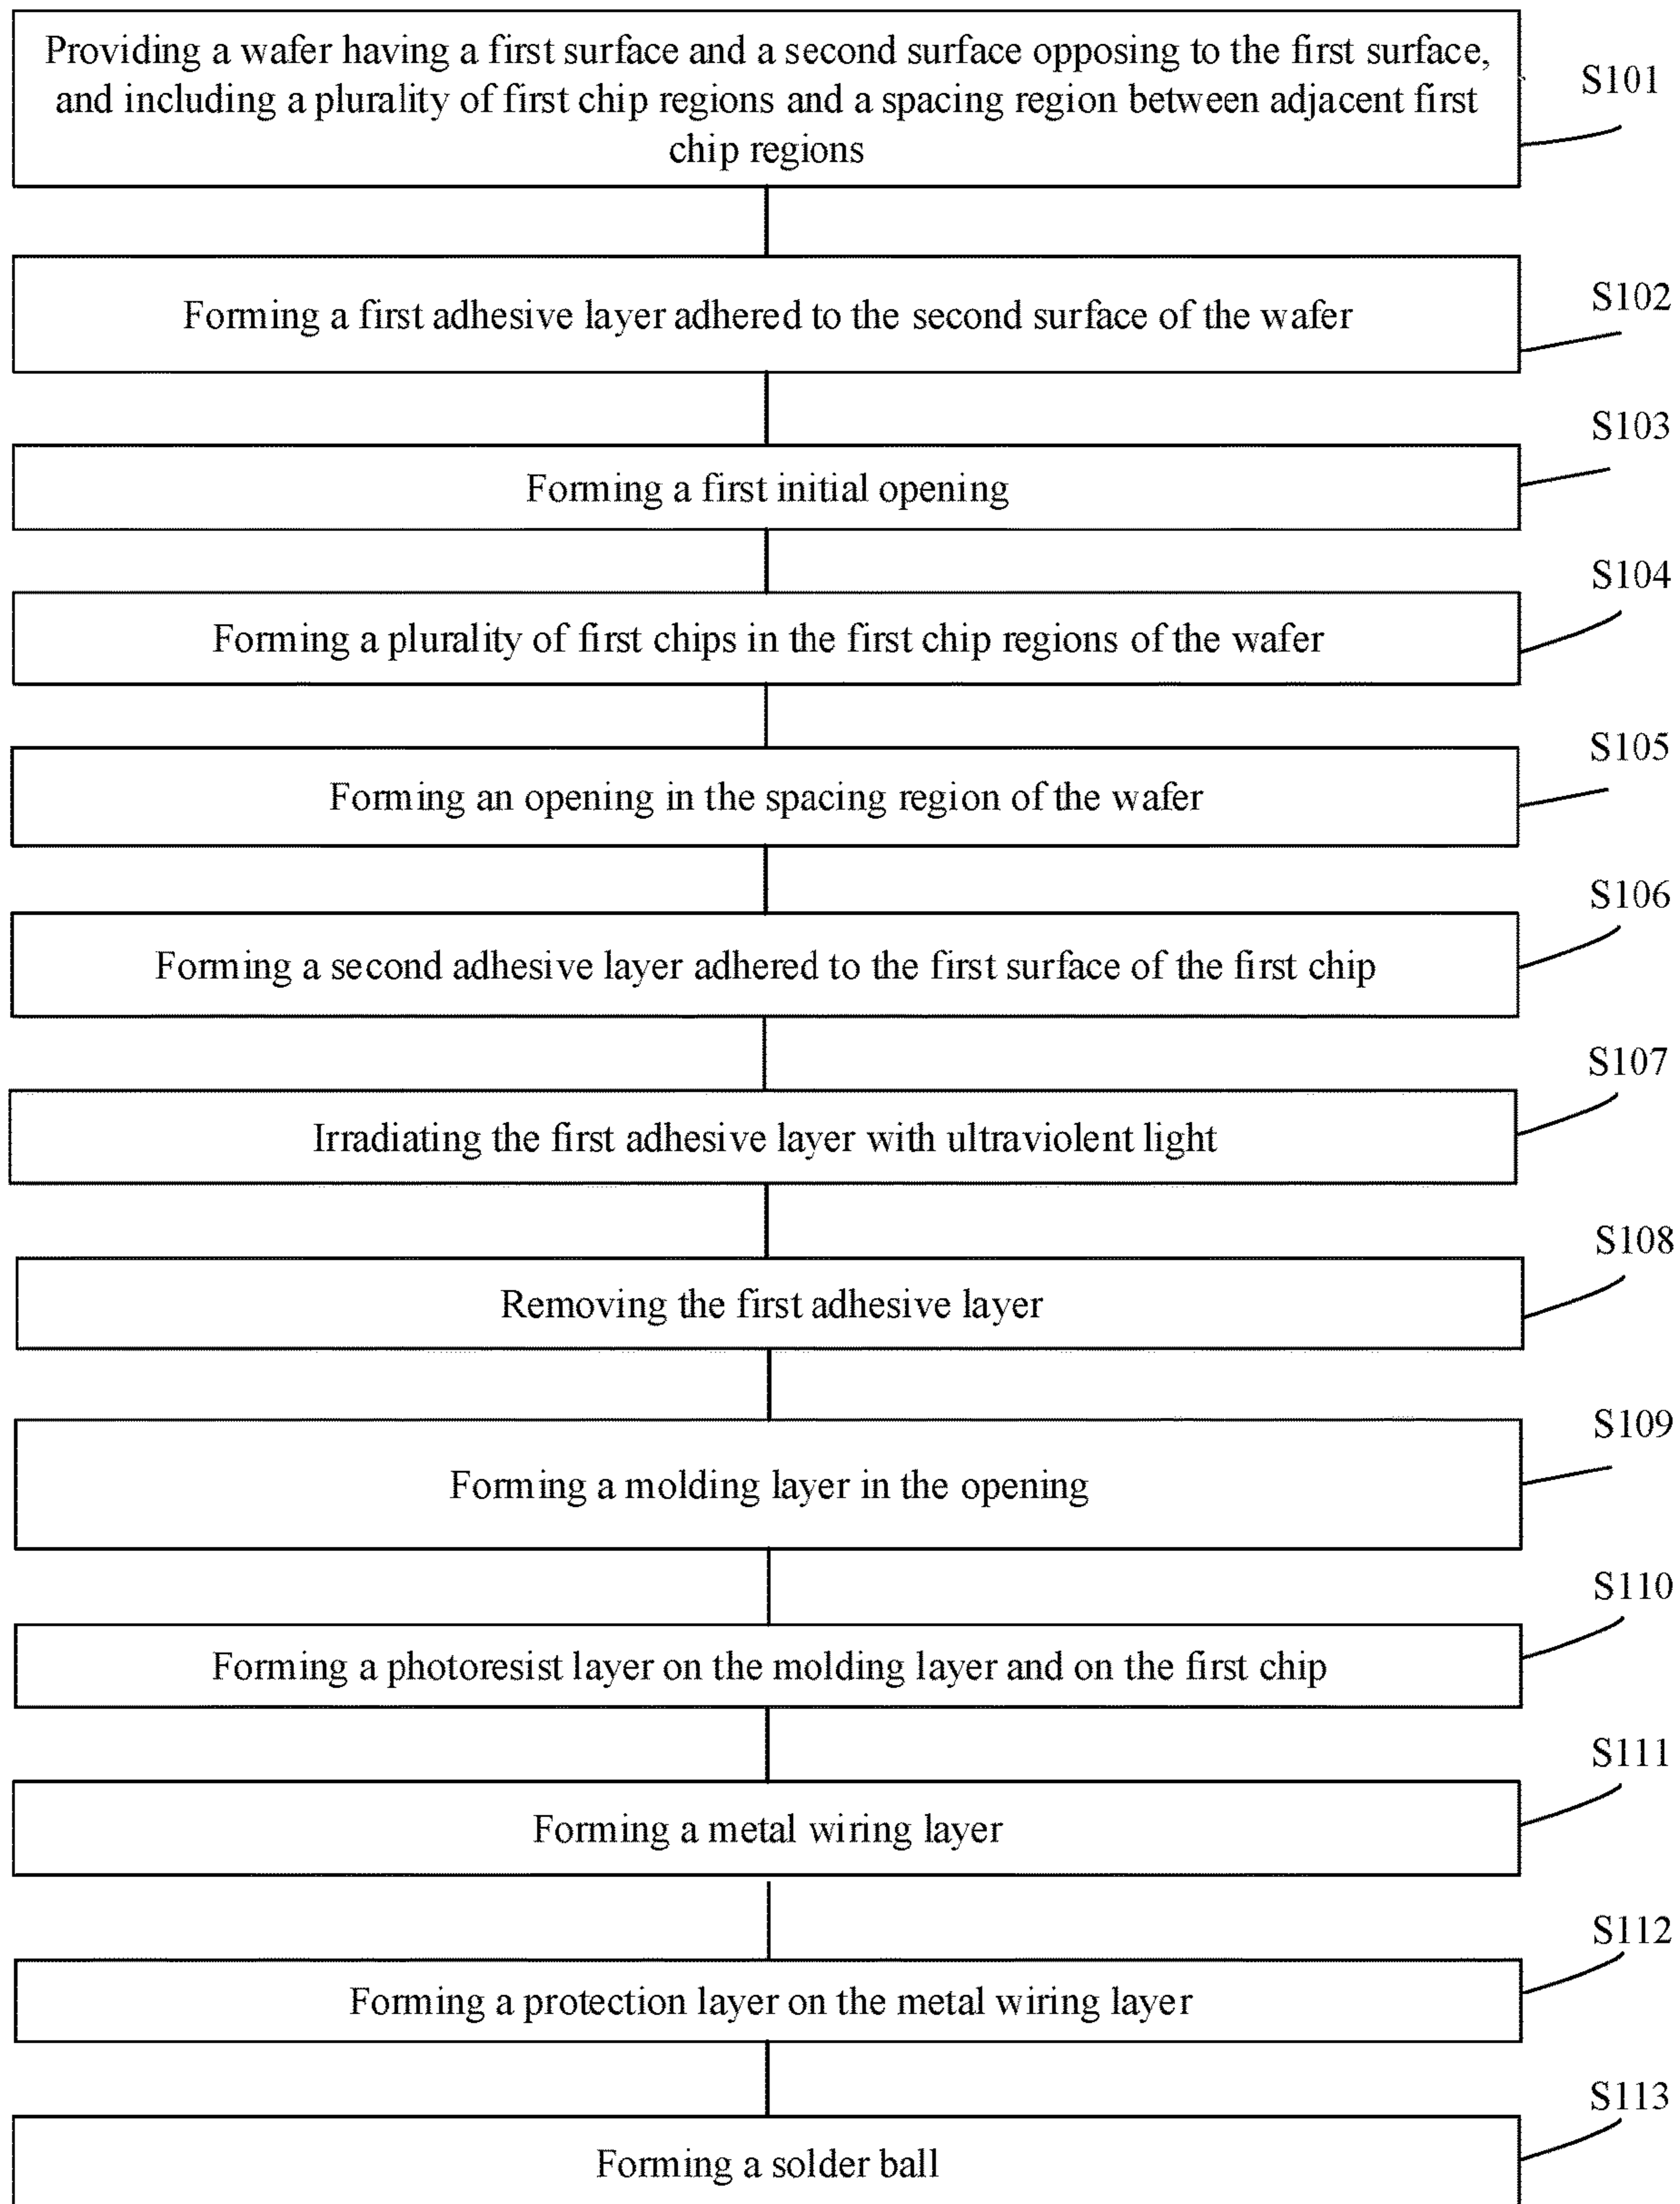 Providing a wafer having a first surface and a second surface opposing to the first surface,
and including a plurality of first chip regions and a spacing region between adjacent first
chip regions
S101
Forming a first adhesive layer adhered to the second surface of the wafer
S102
Forming a first initial opening
S103
Forming a plurality of first chips in the first chip regions of the wafer
S104
Forming an opening in the spacing region of the wafer
S105
Forming a second adhesive layer adhered to the first surface of the first chip
S106
Irradiating the first adhesive layer with ultraviolent light
S107
Removing the first adhesive layer
S108
Forming a molding layer in the opening
S109
Forming a photoresist layer on the molding layer and on the first chip
S110
Forming a metal wiring layer
S111
Forming a protection layer on the metal wiring layer
S112
Forming a solder ball
S113